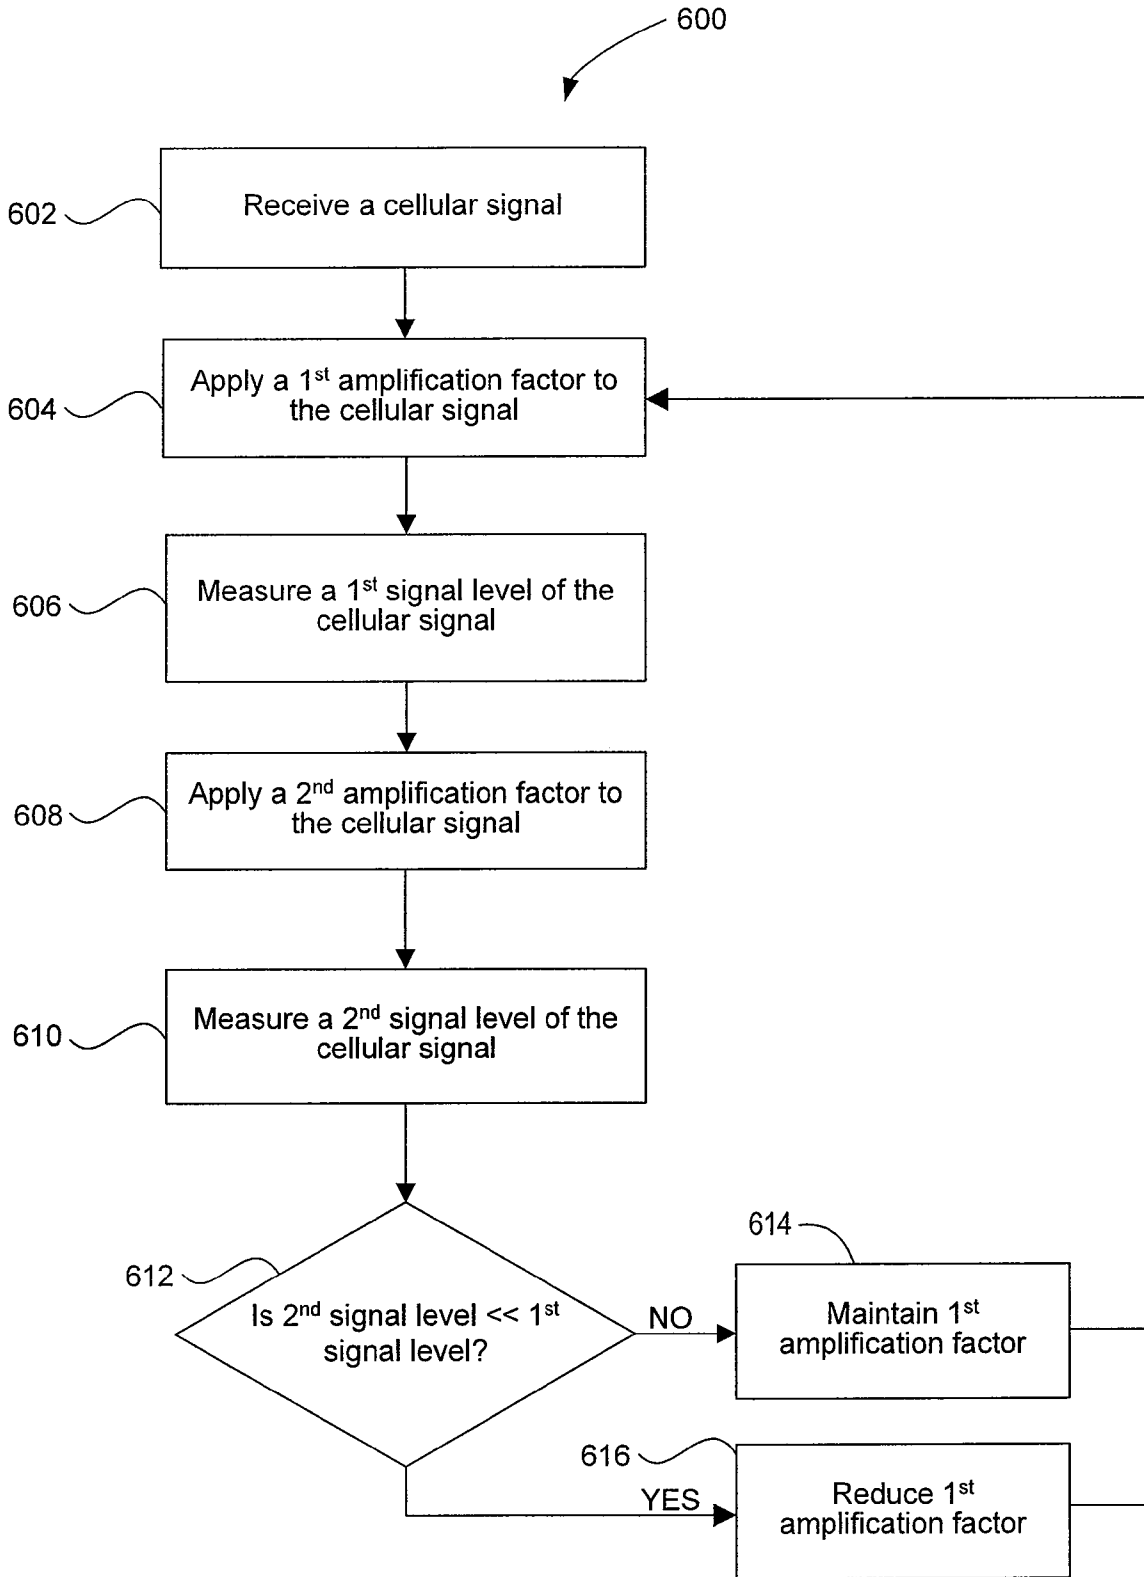 600
602
Receive a cellular signal
604
Apply a 1st amplification factor to
the cellular signal
606
Measure a 1st signal level of the
cellular signal
608
Apply a 2nd amplification factor to
the cellular signal
610
Measure a 2nd signal level of the
cellular signal
612
Is 2nd signal level << 1st
signal level?
NO
614
Maintain 1st
amplification factor
YES
616
Reduce 1st
amplification factor